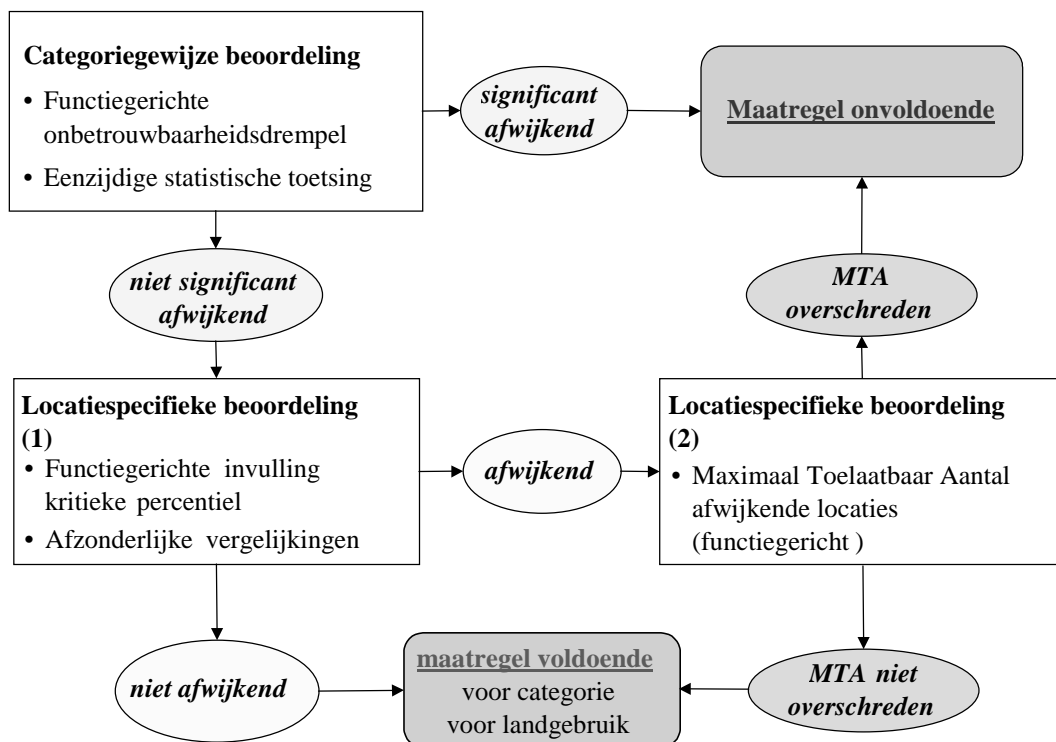 Categoriegewijze beoordeling
• Functiegerichte
onbetrouwbaarheidsdrempel
• Eenzijdige statistische toetsing
significant
afwijkend
Maatregel onvoldoende
niet significant
afwijkend
MTA
overschreden
Locatiespecifieke beoordeling
(1)
• Functiegerichte invulling
kritieke percentiel
• Afzonderlijke vergelijkingen
afwijkend
Locatiespecifieke beoordeling
(2)
• Maximaal Toelaatbaar Aantal
afwijkende locaties
(functiegericht )
niet afwijkend
maatregel voldoende
voor categorie
voor landgebruik
MTA niet
overschreden